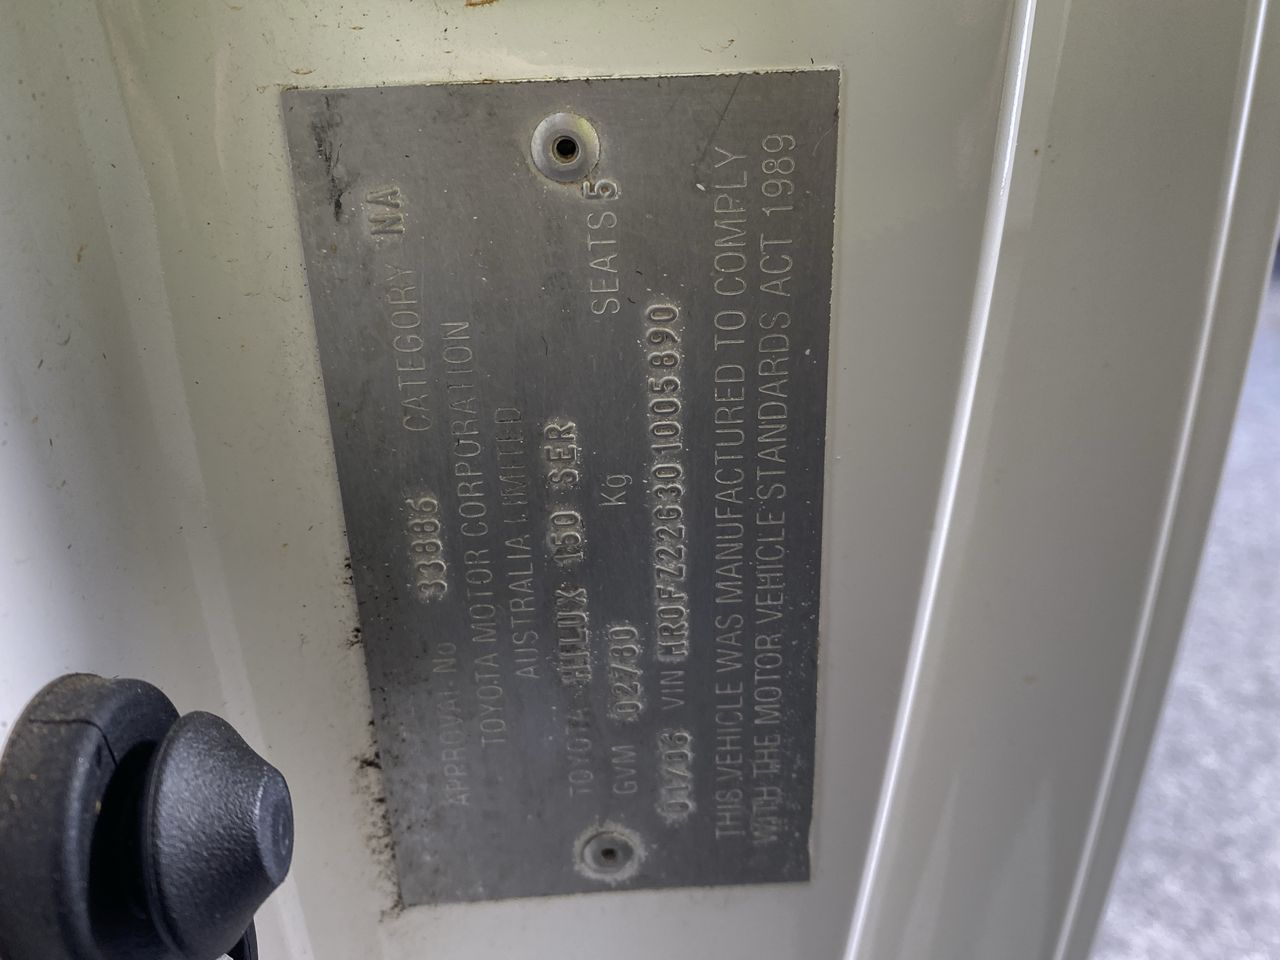 APPROVAL No 33886 CATEGORY NA
TOYOTA MOTOR CORPORATION
AUSTRALIA LIMITED
TOYOTA HILUX 150 SER
GVM 02780 Kg SEATS 5
01/06 VIN MR0FZ22G301005890
THIS VEHICLE WAS MANUFACTURED TO COMPLY
WITH THE MOTOR VEHICLE STANDARDS ACT 1989